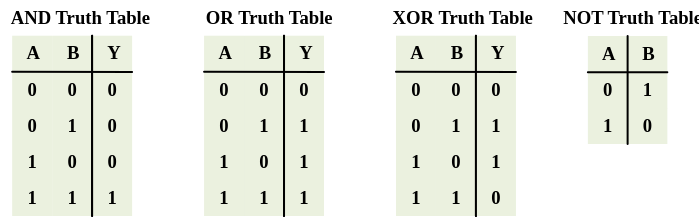 AND Truth Table
A B Y
0 0 0
0 1 0
1 0 0
1 1 1
OR Truth Table
A B Y
0 0 0
0 1 1
1 0 1
1 1 1
XOR Truth Table
A B Y
0 0 0
0 1 1
1 0 1
1 1 0
NOT Truth Table
A B
0 1
1 0